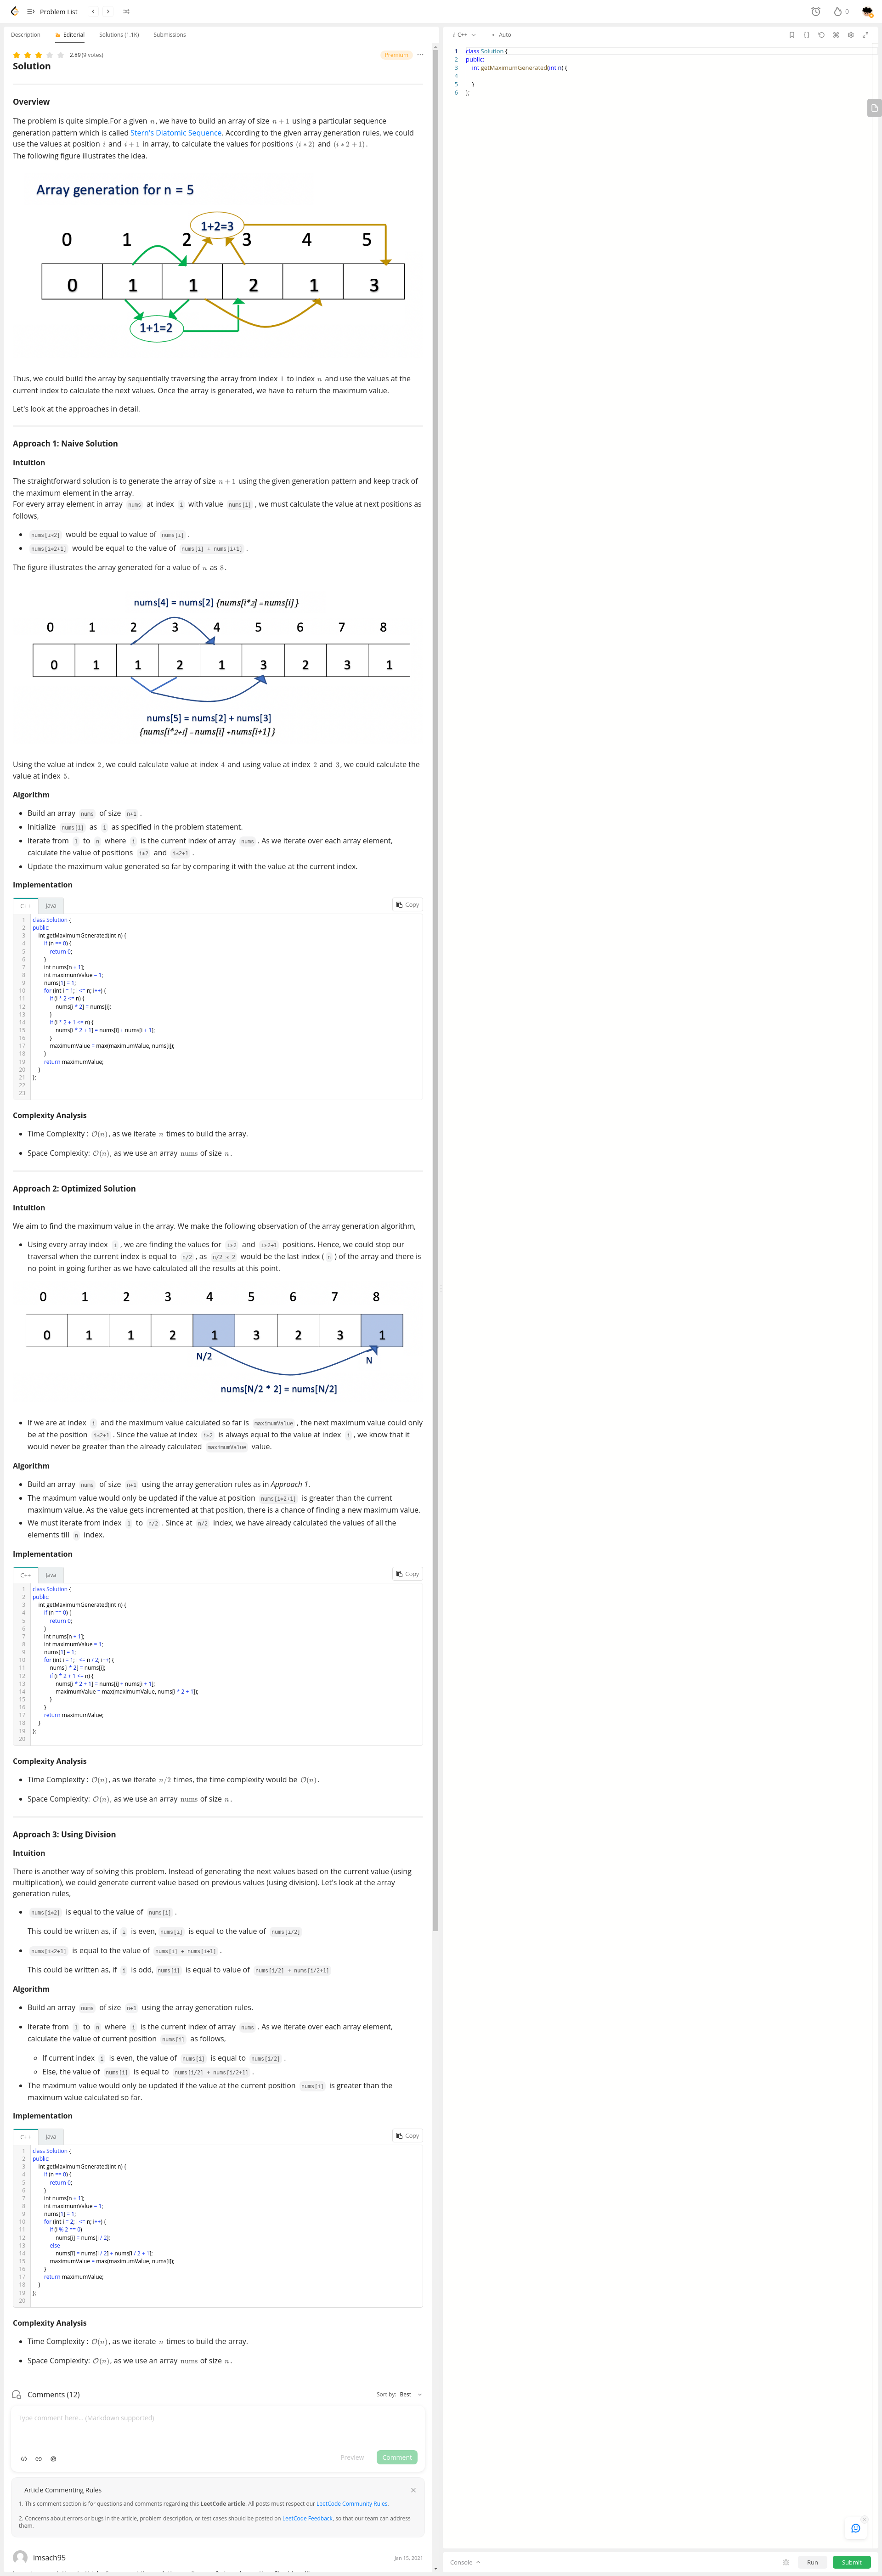 Problem List
0
Description
Editorial
Solutions (1.1K)
Submissions
2.89 (9 votes)
Premium
Solution
Overview
The problem is quite simple.For a given n, we have to build an array of size n + 1 using a particular sequence
generation pattern which is called Stern's Diatomic Sequence. According to the given array generation rules, we could
use the values at position i and i + 1 in array, to calculate the values for positions (i ∗ 2) and (i ∗ 2 + 1).
The following figure illustrates the idea.
Array generation for n = 5
1+2=3
0 1 2 3 4 5
0 1 1 2 1 3
1+1=2
Thus, we could build the array by sequentially traversing the array from index 1 to index n and use the values at the
current index to calculate the next values. Once the array is generated, we have to return the maximum value.
Let's look at the approaches in detail.
Approach 1: Naive Solution
Intuition
The straightforward solution is to generate the array of size n + 1 using the given generation pattern and keep track of
the maximum element in the array.
For every array element in array nums at index i with value nums[i] , we must calculate the value at next positions as
follows,
• nums[i*2] would be equal to value of nums[i] .
• nums[i*2+1] would be equal to the value of nums[i] + nums[i+1] .
The figure illustrates the array generated for a value of n as 8.
nums[4] = nums[2] {nums[i*2] = nums[i] }
0 1 2 3 4 5 6 7 8
0 1 1 2 1 3 2 3 1
nums[5] = nums[2] + nums[3]
{nums[i*2+1] = nums[i] + nums[i+1] }
Using the value at index 2, we could calculate value at index 4 and using value at index 2 and 3, we could calculate the
value at index 5.
Algorithm
• Build an array nums of size n+1 .
• Initialize nums[1] as 1 as specified in the problem statement.
• Iterate from 1 to n where i is the current index of array nums . As we iterate over each array element,
calculate the value of positions i*2 and i*2+1 .
• Update the maximum value generated so far by comparing it with the value at the current index.
Implementation
C++
Java
Copy
1 class Solution {
2 public:
3 int getMaximumGenerated(int n) {
4 if (n == 0) {
5 return 0;
6 }
7 int nums[n + 1];
8 int maximumValue = 1;
9 nums[1] = 1;
10 for (int i = 1; i <= n; i++) {
11 if (i * 2 <= n) {
12 nums[i * 2] = nums[i];
13 }
14 if (i * 2 + 1 <= n) {
15 nums[i * 2 + 1] = nums[i] + nums[i + 1];
16 }
17 maximumValue = max(maximumValue, nums[i]);
18 }
19 return maximumValue;
20 }
21 };
22
23
Complexity Analysis
• Time Complexity : O(n), as we iterate n times to build the array.
• Space Complexity: O(n), as we use an array nums of size n.
Approach 2: Optimized Solution
Intuition
We aim to find the maximum value in the array. We make the following observation of the array generation algorithm,
• Using every array index i , we are finding the values for i*2 and i*2+1 positions. Hence, we could stop our
traversal when the current index is equal to n/2 , as n/2 * 2 would be the last index ( n ) of the array and there is
no point in going further as we have calculated all the results at this point.
0 1 2 3 4 5 6 7 8
0 1 1 2 1 3 2 3 1
N/2
N
nums[N/2 * 2] = nums[N/2]
• If we are at index i and the maximum value calculated so far is maximumValue , the next maximum value could only
be at the position i*2+1 . Since the value at index i*2 is always equal to the value at index i , we know that it
would never be greater than the already calculated maximumValue value.
Algorithm
• Build an array nums of size n+1 using the array generation rules as in Approach 1.
• The maximum value would only be updated if the value at position nums[i*2+1] is greater than the current
maximum value. As the value gets incremented at that position, there is a chance of finding a new maximum value.
• We must iterate from index 1 to n/2 . Since at n/2 index, we have already calculated the values of all the
elements till n index.
Implementation
C++
Java
Copy
1 class Solution {
2 public:
3 int getMaximumGenerated(int n) {
4 if (n == 0) {
5 return 0;
6 }
7 int nums[n + 1];
8 int maximumValue = 1;
9 nums[1] = 1;
10 for (int i = 1; i <= n / 2; i++) {
11 nums[i * 2] = nums[i];
12 if (i * 2 + 1 <= n) {
13 nums[i * 2 + 1] = nums[i] + nums[i + 1];
14 maximumValue = max(maximumValue, nums[i * 2 + 1]);
15 }
16 }
17 return maximumValue;
18 }
19 };
20
Complexity Analysis
• Time Complexity : O(n), as we iterate n/2 times, the time complexity would be O(n).
• Space Complexity: O(n), as we use an array nums of size n.
Approach 3: Using Division
Intuition
There is another way of solving this problem. Instead of generating the next values based on the current value (using
multiplication), we could generate current value based on previous values (using division). Let's look at the array
generation rules,
• nums[i*2] is equal to the value of nums[i] .
This could be written as, if i is even, nums[i] is equal to the value of nums[i/2]
• nums[i*2+1] is equal to the value of nums[i] + nums[i+1] .
This could be written as, if i is odd, nums[i] is equal to value of nums[i/2] + nums[i/2+1]
Algorithm
• Build an array nums of size n+1 using the array generation rules.
• Iterate from 1 to n where i is the current index of array nums . As we iterate over each array element,
calculate the value of current position nums[i] as follows,
◦ If current index i is even, the value of nums[i] is equal to nums[i/2] .
◦ Else, the value of nums[i] is equal to nums[i/2] + nums[i/2+1] .
• The maximum value would only be updated if the value at the current position nums[i] is greater than the
maximum value calculated so far.
Implementation
C++
Java
Copy
1 class Solution {
2 public:
3 int getMaximumGenerated(int n) {
4 if (n == 0) {
5 return 0;
6 }
7 int nums[n + 1];
8 int maximumValue = 1;
9 nums[1] = 1;
10 for (int i = 2; i <= n; i++) {
11 if (i % 2 == 0)
12 nums[i] = nums[i / 2];
13 else
14 nums[i] = nums[i / 2] + nums[i / 2 + 1];
15 maximumValue = max(maximumValue, nums[i]);
16 }
17 return maximumValue;
18 }
19 };
20
Complexity Analysis
• Time Complexity : O(n), as we iterate n times to build the array.
• Space Complexity: O(n), as we use an array nums of size n.
Comments (12)
Sort by: Best
Type comment here... (Markdown supported)
Preview
Comment
Article Commenting Rules
1. This comment section is for questions and comments regarding this LeetCode article. All posts must respect our LeetCode Community Rules.
2. Concerns about errors or bugs in the article, problem description, or test cases should be posted on LeetCode Feedback, so that our team can address
them.
imsach95
Jan 15, 2021
i C++
• Auto
1 class Solution {
2 public:
3 int getMaximumGenerated(int n) {
4
5 }
6 };
Console
Run
Submit